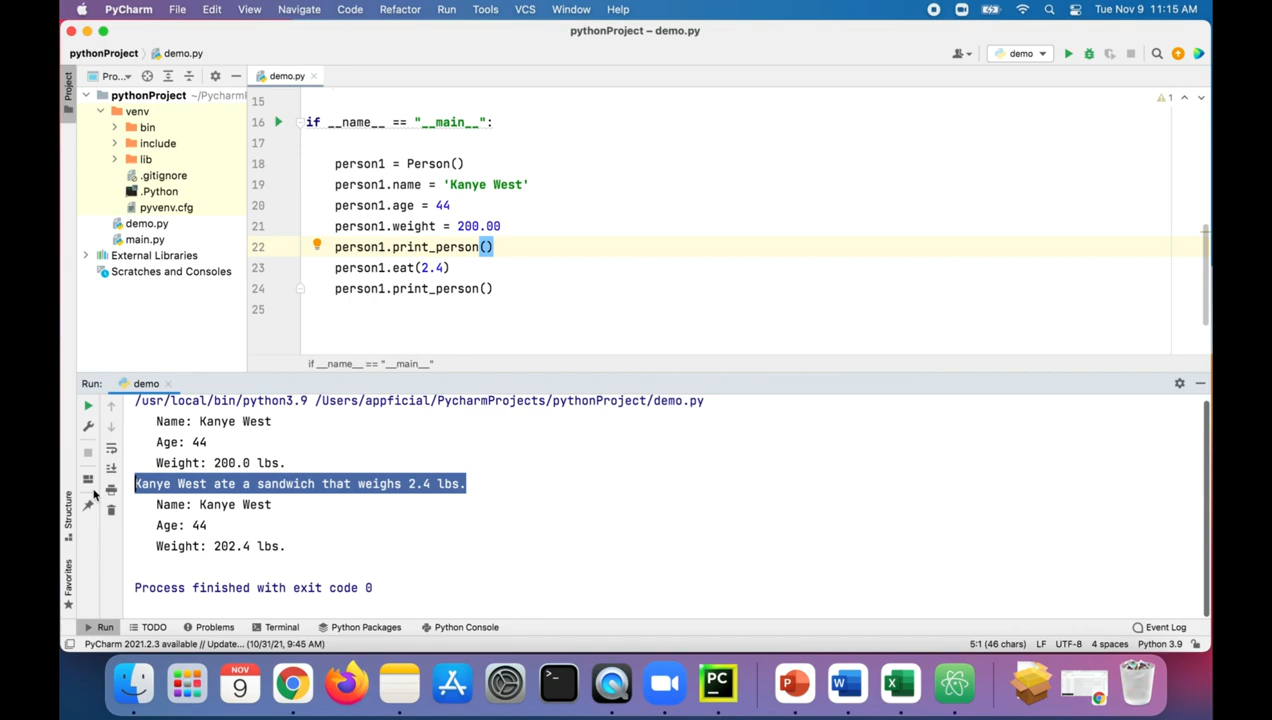 PyCharm File Edit View Navigate Code Refactor Run Tools VCS Window Help Tue Nov 9 11:15 AM
pythonProject – demo.py
pythonProject demo.py demo
Project Pro... demo.py
pythonProject ~/PycharmP
venv
bin
include
lib
.gitignore
.Python
pyvenv.cfg
demo.py
main.py
External Libraries
Scratches and Consoles
1
15
16 if __name__ == "__main__":
17
18 person1 = Person()
19 person1.name = 'Kanye West'
20 person1.age = 44
21 person1.weight = 200.00
22 person1.print_person()
23 person1.eat(2.4)
24 person1.print_person()
25
if __name__ == "__main__"
Run: demo
/usr/local/bin/python3.9 /Users/appficial/PycharmProjects/pythonProject/demo.py
Name: Kanye West
Age: 44
Weight: 200.0 lbs.
Kanye West ate a sandwich that weighs 2.4 lbs.
Name: Kanye West
Age: 44
Weight: 202.4 lbs.
Process finished with exit code 0
Structure
Favorites
Run TODO Problems Terminal Python Packages Python Console Event Log
PyCharm 2021.2.3 available // Update... (10/31/21, 9:45 AM) 5:1 (46 chars) LF UTF-8 4 spaces Python 3.9
NOV
9
>_
PC
P
W
X